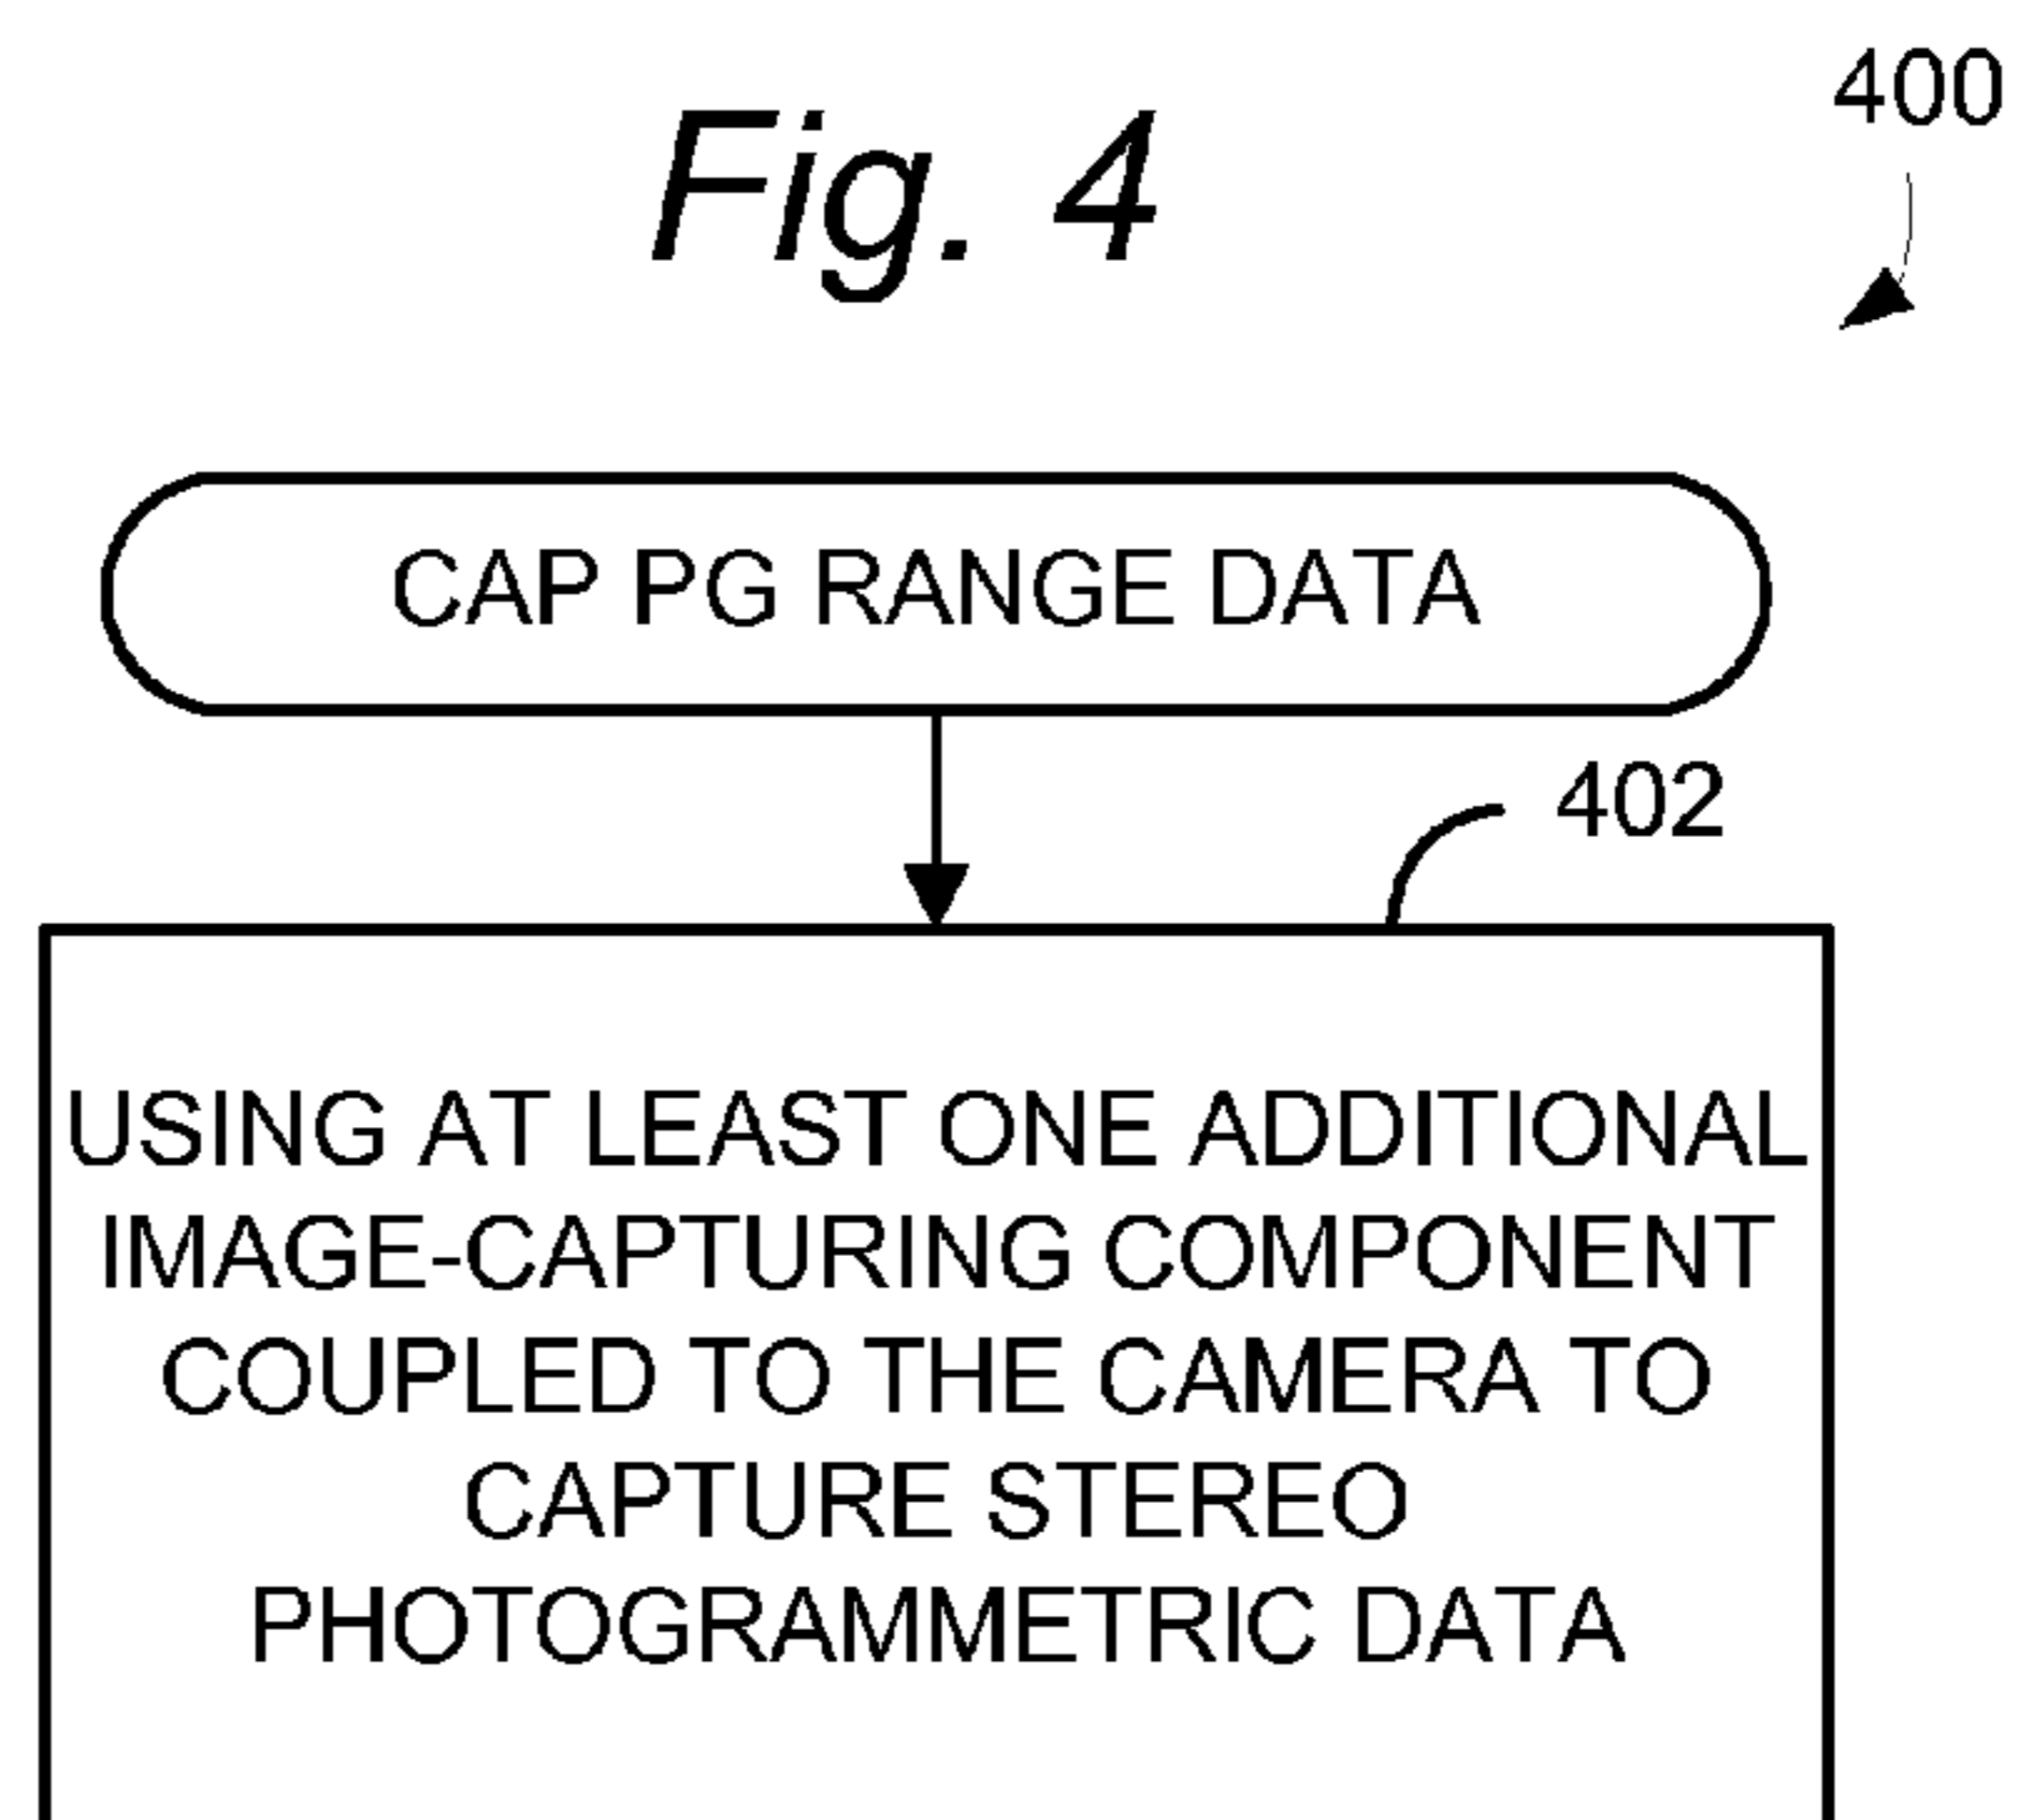 400
Fig. 4
CAP PG RANGE DATA
402
USING AT LEAST ONE ADDITIONAL
IMAGE-CAPTURING COMPONENT
COUPLED TO THE CAMERA TO
CAPTURE STEREO
PHOTOGRAMMETRIC DATA